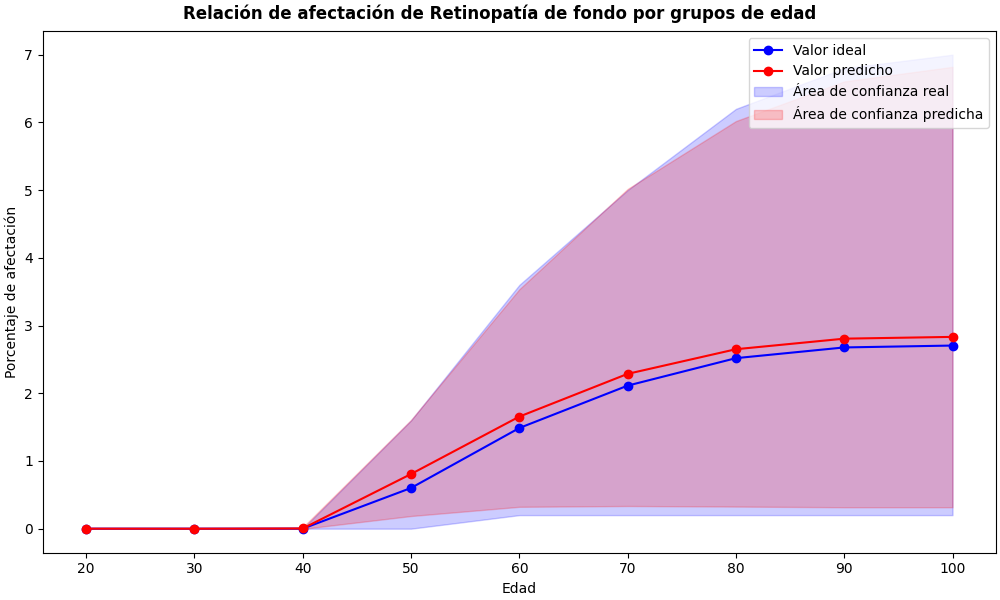 Relación de afectación de Retinopatía de fondo por grupos de edad
Valor ideal
Valor predicho
Área de confianza real
Área de confianza predicha
Porcentaje de afectación
7
6
5
4
3
2
1
0
20 30 40 50 60 70 80 90 100
Edad